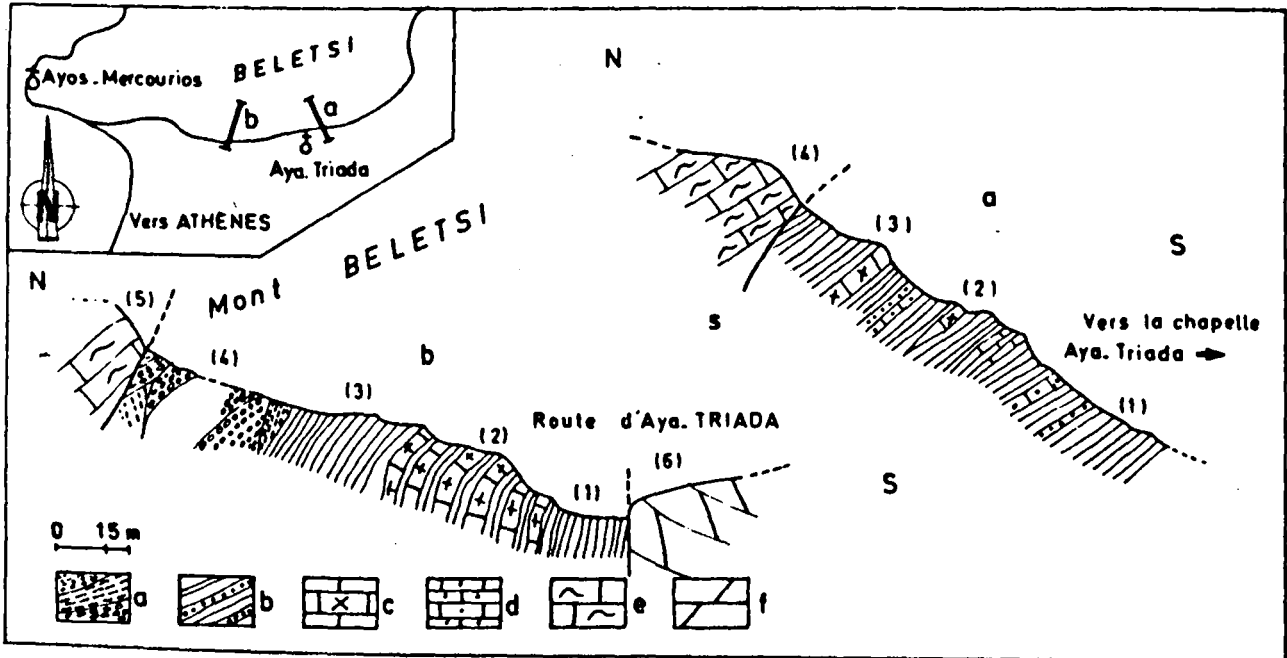 BELETSI
Ayos-Mercourios
b
a
Aya. Triada
N
Vers ATHÈNES
N
(4)
a
(3)
S
(2)
Vers la chapelle
Aya. Triada
(1)
Mont BELETSI
N
(5)
s
b
(4)
(3)
Route d'Aya. TRIADA
(2)
(6)
(1)
S
0 15 m
a
b
c
d
e
f